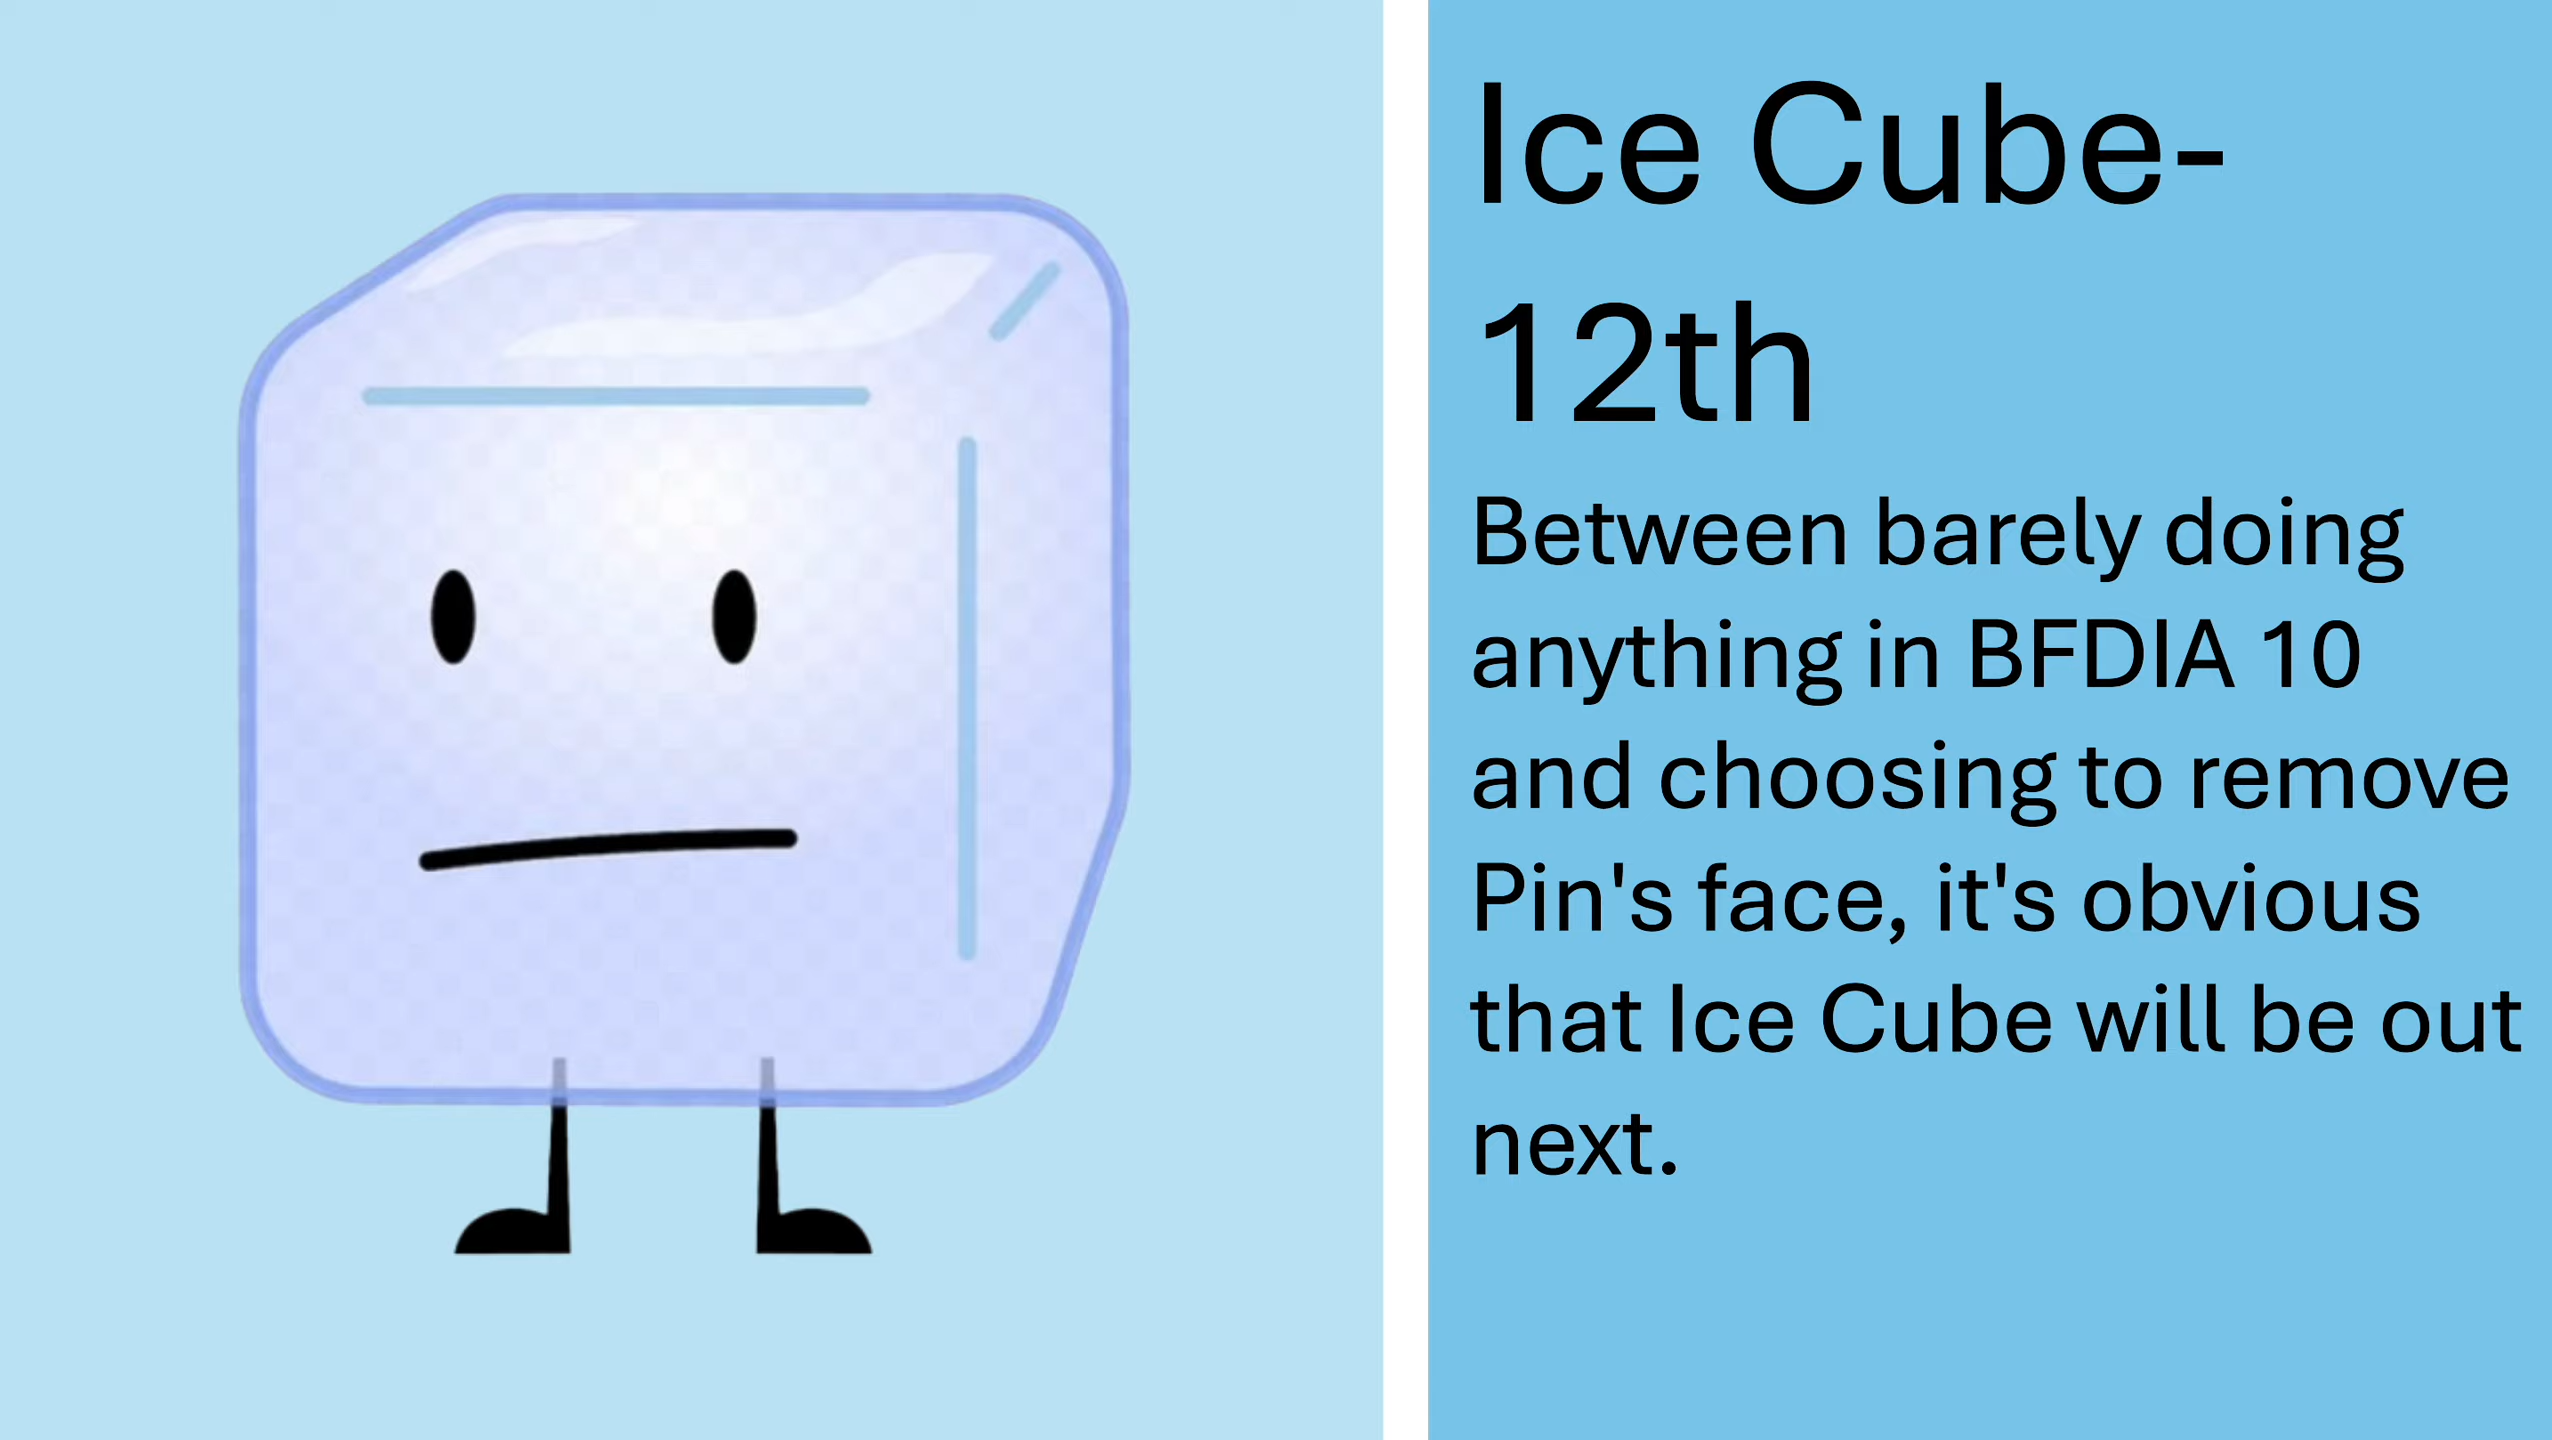 Ice Cube-
12th
Between barely doing
anything in BFDIA 10
and choosing to remove
Pin's face, it's obvious
that Ice Cube will be out
next.